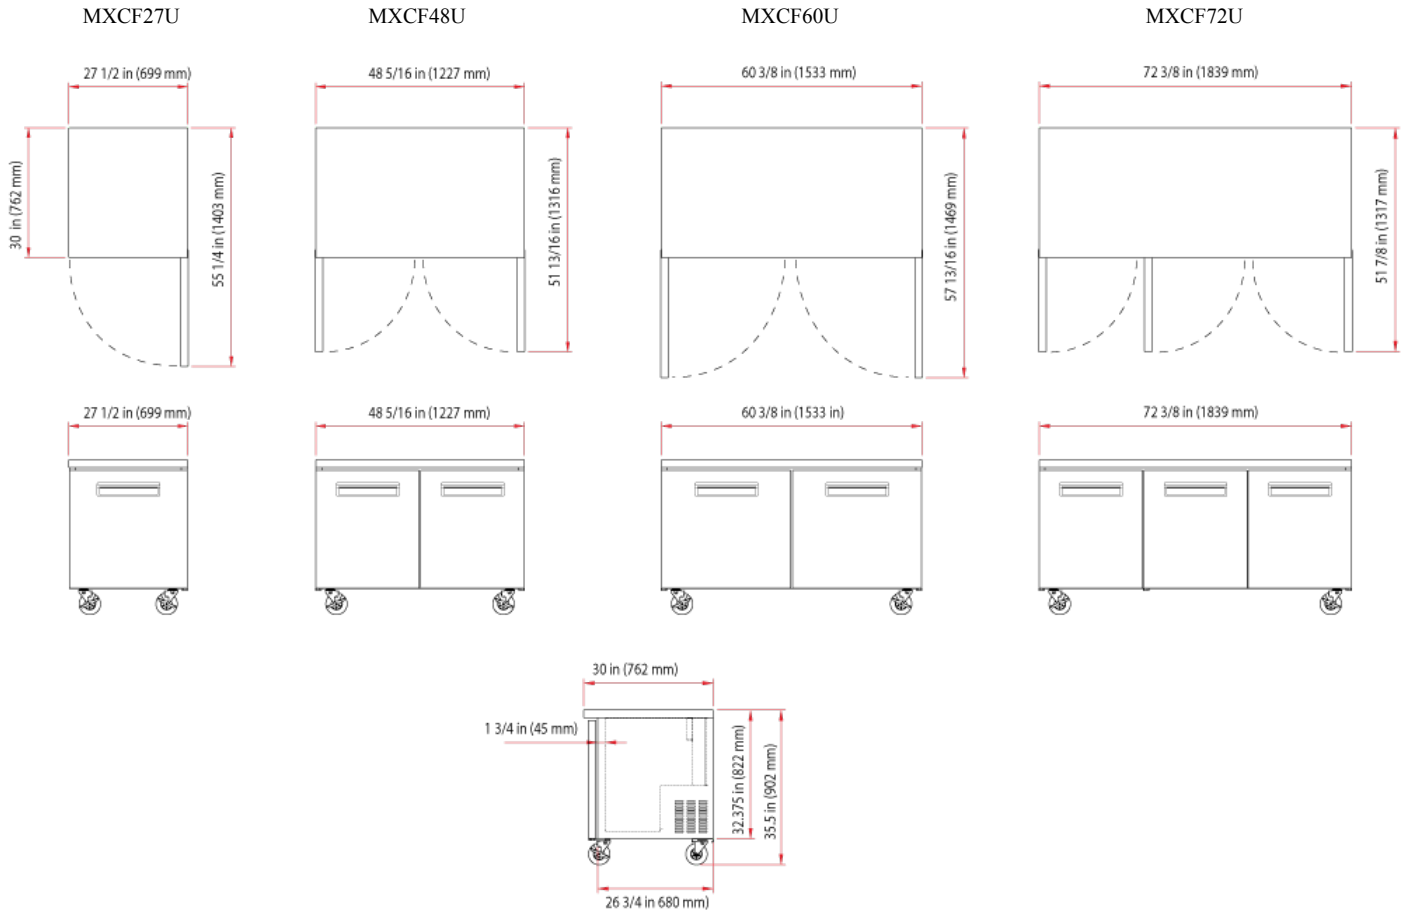 MXCF27U
MXCF48U
MXCF60U
MXCF72U
27 1/2 in (699 mm)
48 5/16 in (1227 mm)
60 3/8 in (1533 mm)
72 3/8 in (1839 mm)
30 in (762 mm)
55 1/4 in (1403 mm)
51 13/16 in (1316 mm)
57 13/16 in (1469 mm)
51 7/8 in (1317 mm)
27 1/2 in (699 mm)
48 5/16 in (1227 mm)
60 3/8 in (1533 in)
72 3/8 in (1839 mm)
30 in (762 mm)
1 3/4 in (45 mm)
32.375 in (822 mm)
35.5 in (902 mm)
26 3/4 in 680 mm)